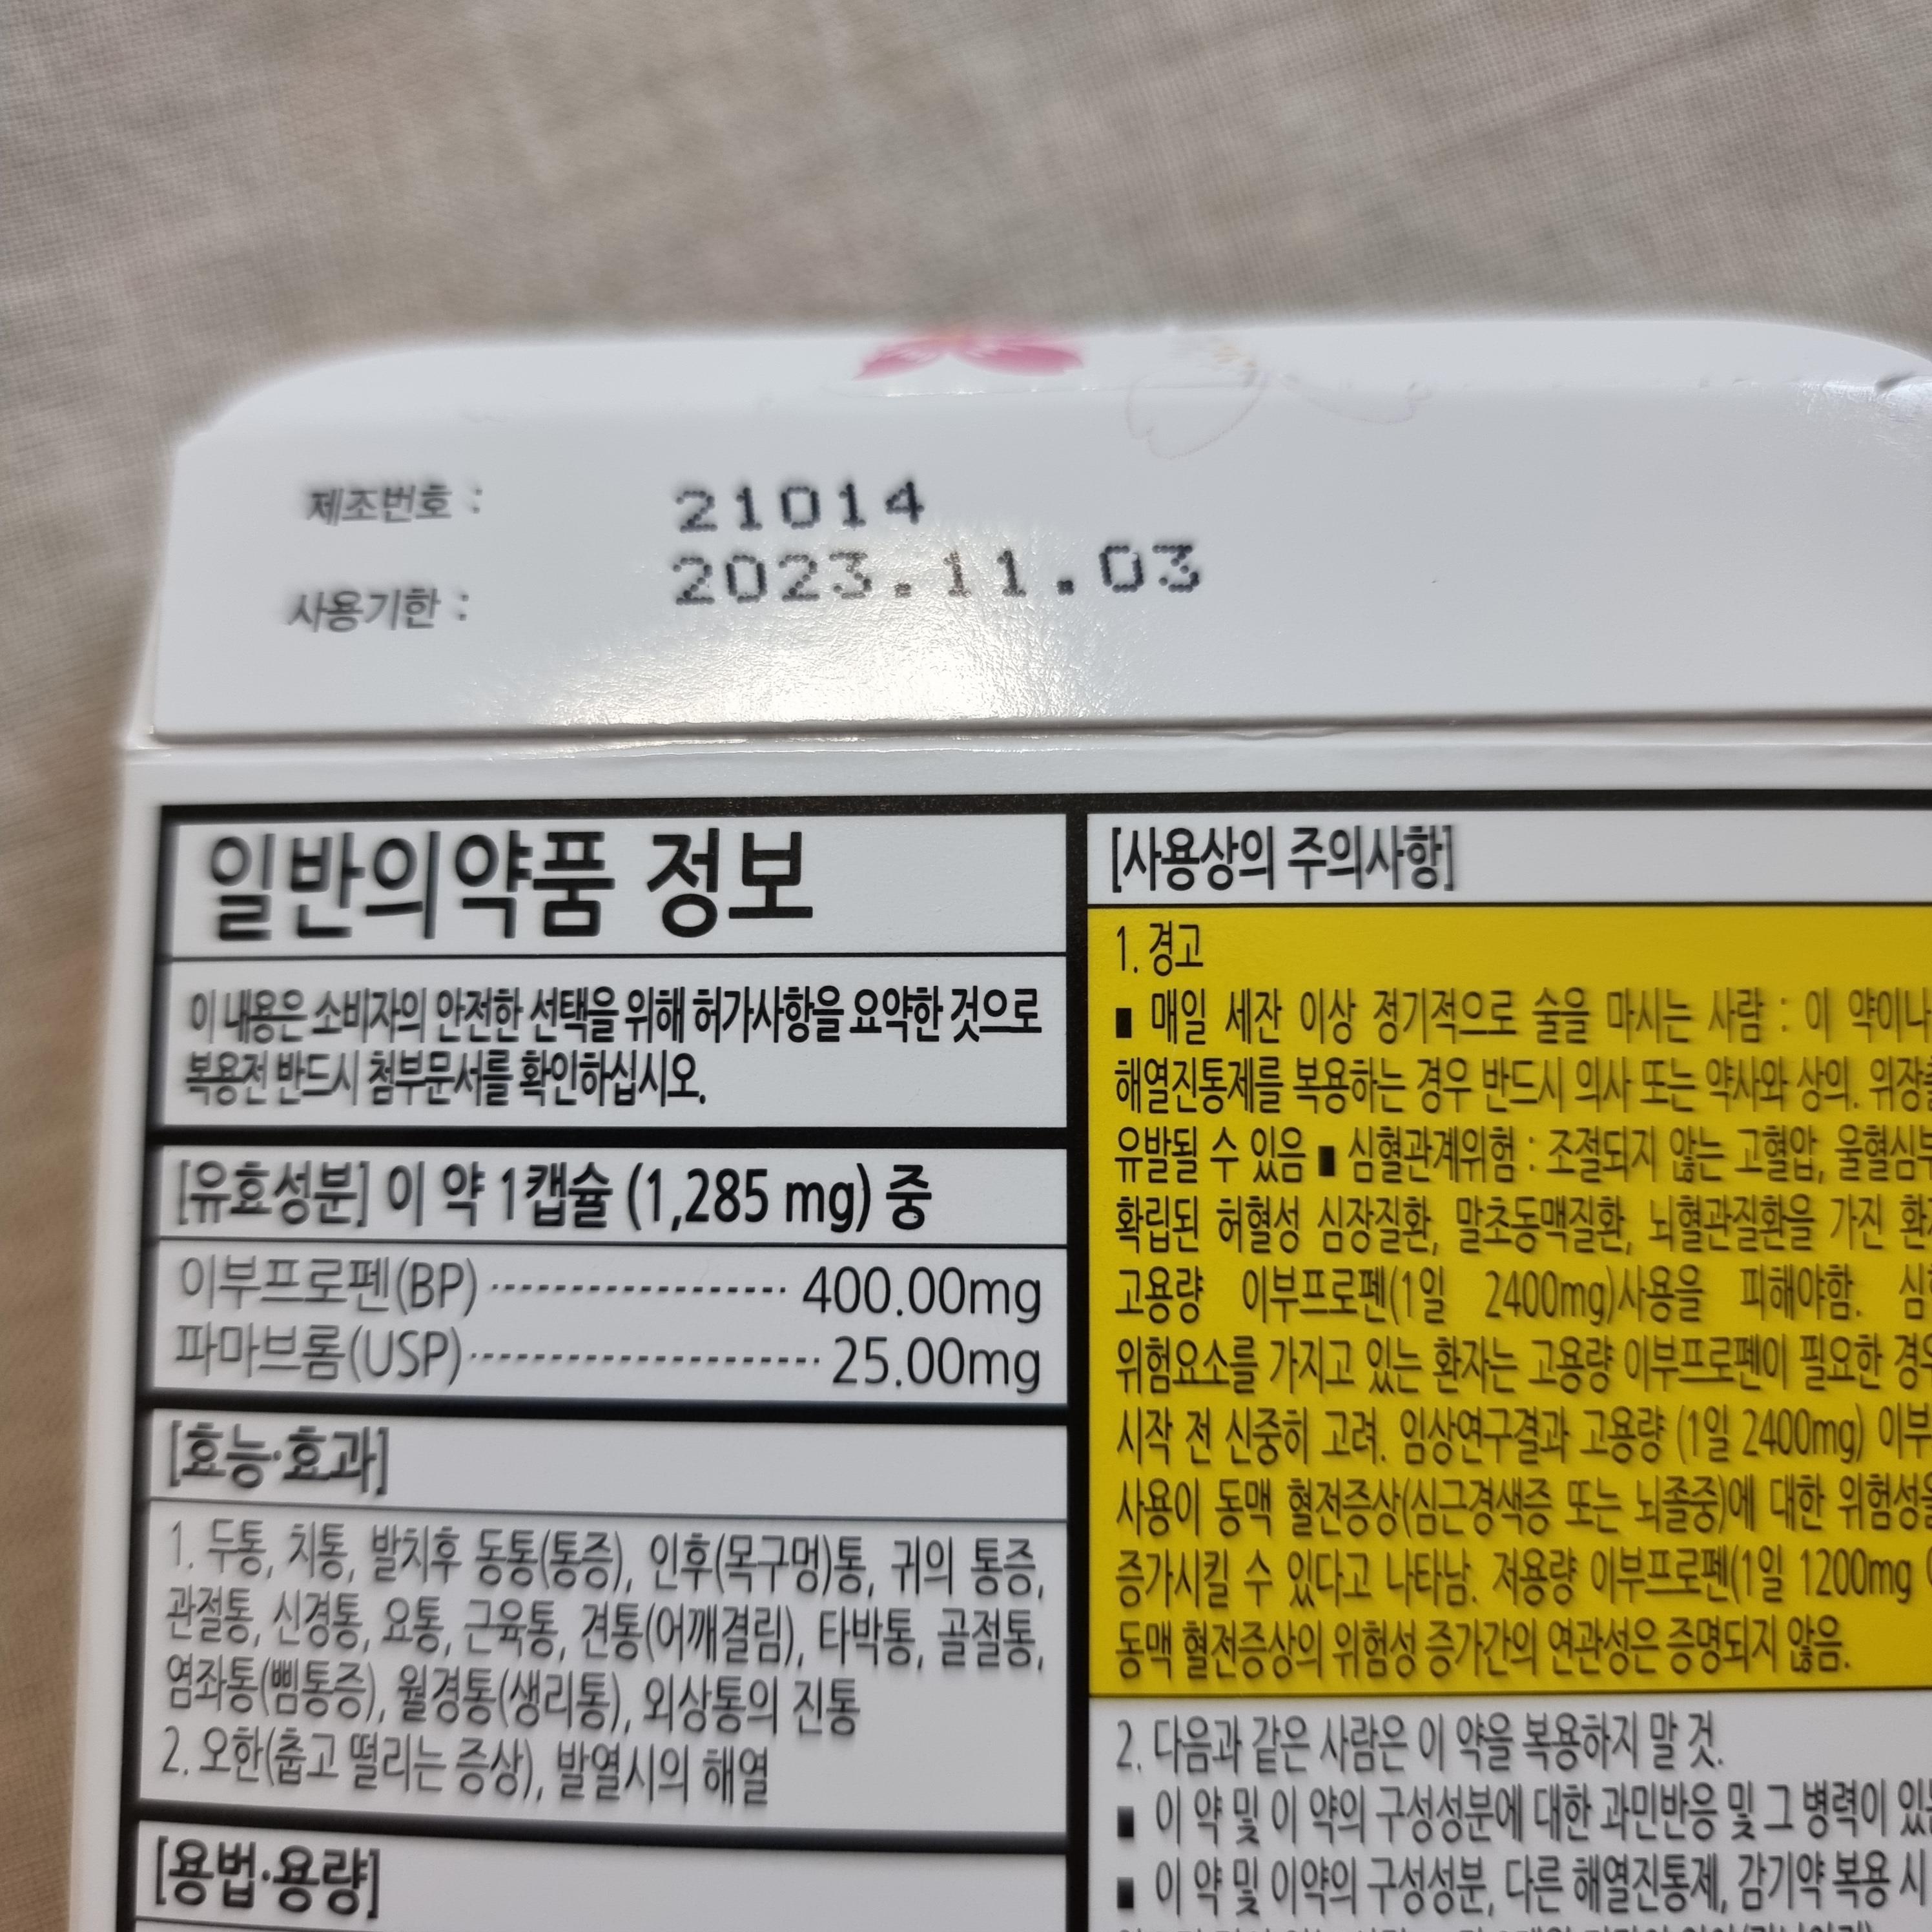 제조번호 : 21014
사용기한 : 2023.11.03
일반의약품 정보
이 내용은 소비자의 안전한 선택을 위해 허가사항을 요약한 것으로
복용전 반드시 첨부문서를 확인하십시오.
[유효성분] 이 약 1캡슐 (1,285 mg) 중
이부프로펜(BP) ·················· 400.00mg
파마브롬(USP) ····················· 25.00mg
[효능·효과]
1. 두통, 치통, 발치후 동통(통증), 인후(목구멍)통, 귀의 통증,
관절통, 신경통, 요통, 근육통, 견통(어깨결림), 타박통, 골절통,
염좌통(삠통증), 월경통(생리통), 외상통의 진통
2. 오한(춥고 떨리는 증상), 발열시의 해열
[용법·용량]
[사용상의 주의사항]
1. 경고
■ 매일 세잔 이상 정기적으로 술을 마시는 사람 : 이 약이나
해열진통제를 복용하는 경우 반드시 의사 또는 약사와 상의.
유발될 수 있음 ■ 심혈관계위험 : 조절되지 않는 고혈압,
확립된 허혈성 심장질환, 말초동맥질환, 뇌혈관질환을 가진
고용량 이부프로펜(1일 2400mg)사용을 피해야함.
위험요소를 가지고 있는 환자는 고용량 이부프로펜이 필요한
시작 전 신중히 고려. 임상연구결과 고용량 (1일 2400mg)
사용이 동맥 혈전증상(심근경색증 또는 뇌졸중)에 대한
증가시킬 수 있다고 나타남. 저용량 이부프로펜(1일 1200mg
동맥 혈전증상의 위험성 증가간의 연관성은 증명되지 않음.
2. 다음과 같은 사람은 이 약을 복용하지 말 것.
■ 이 약 및 이 약의 구성성분에 대한 과민반응 및 그 병력이
■ 이 약 및 이약의 구성성분, 다른 해열진통제, 감기약 복용 시